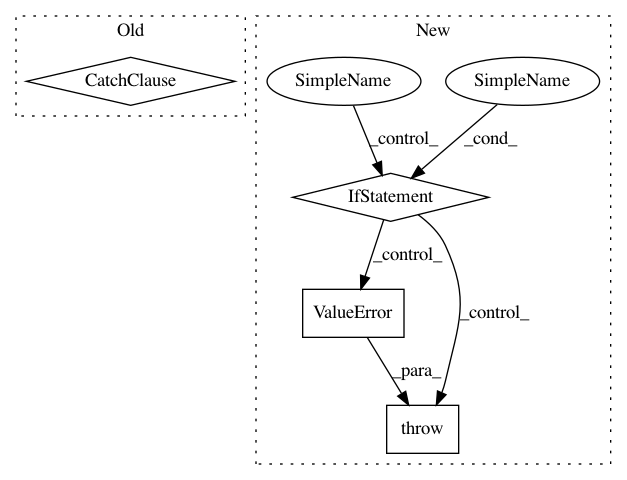 Old
New
CatchClause
SimpleName
SimpleName
_control_
_cond_
IfStatement
_control_
_control_
ValueError
_para_
throw